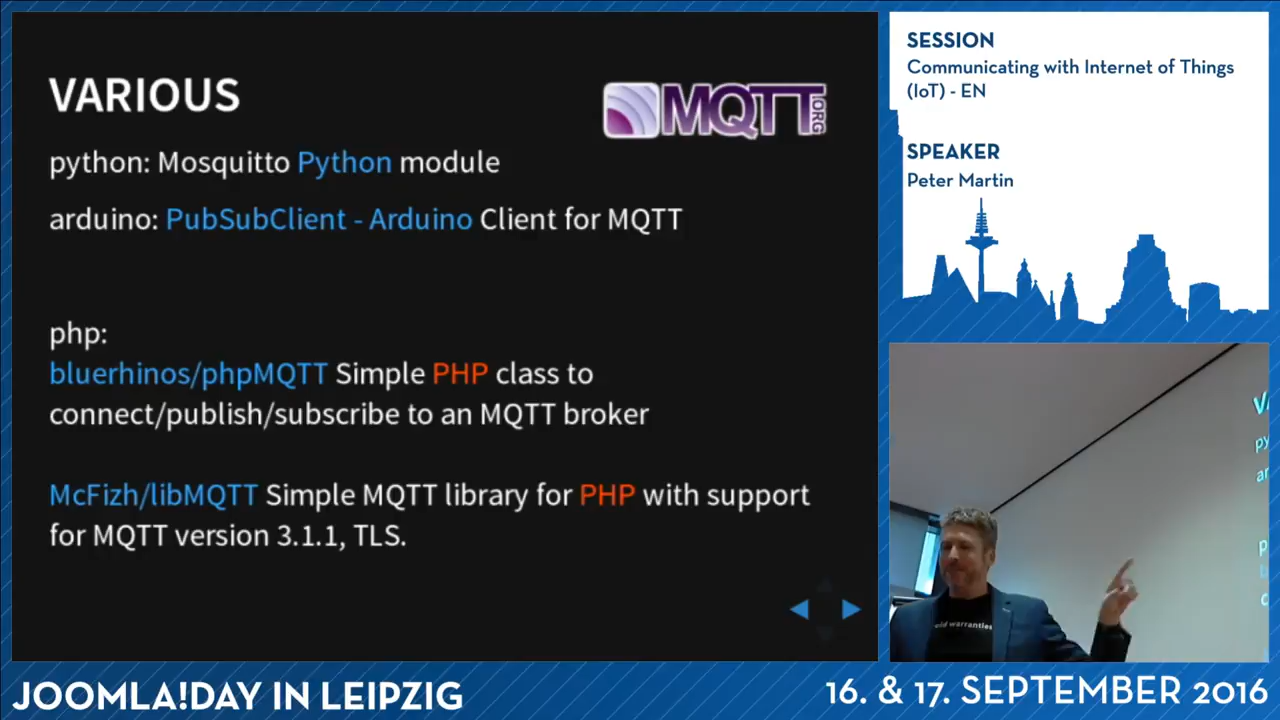 VARIOUS
MQTT.ORG
python: Mosquitto Python module
arduino: PubSubClient - Arduino Client for MQTT
php:
bluerhinos/phpMQTT Simple PHP class to
connect/publish/subscribe to an MQTT broker
McFizh/libMQTT Simple MQTT library for PHP with support
for MQTT version 3.1.1, TLS.
SESSION
Communicating with Internet of Things
(IoT) - EN
SPEAKER
Peter Martin
warranties
JOOMLA!DAY IN LEIPZIG
16. & 17. SEPTEMBER 2016